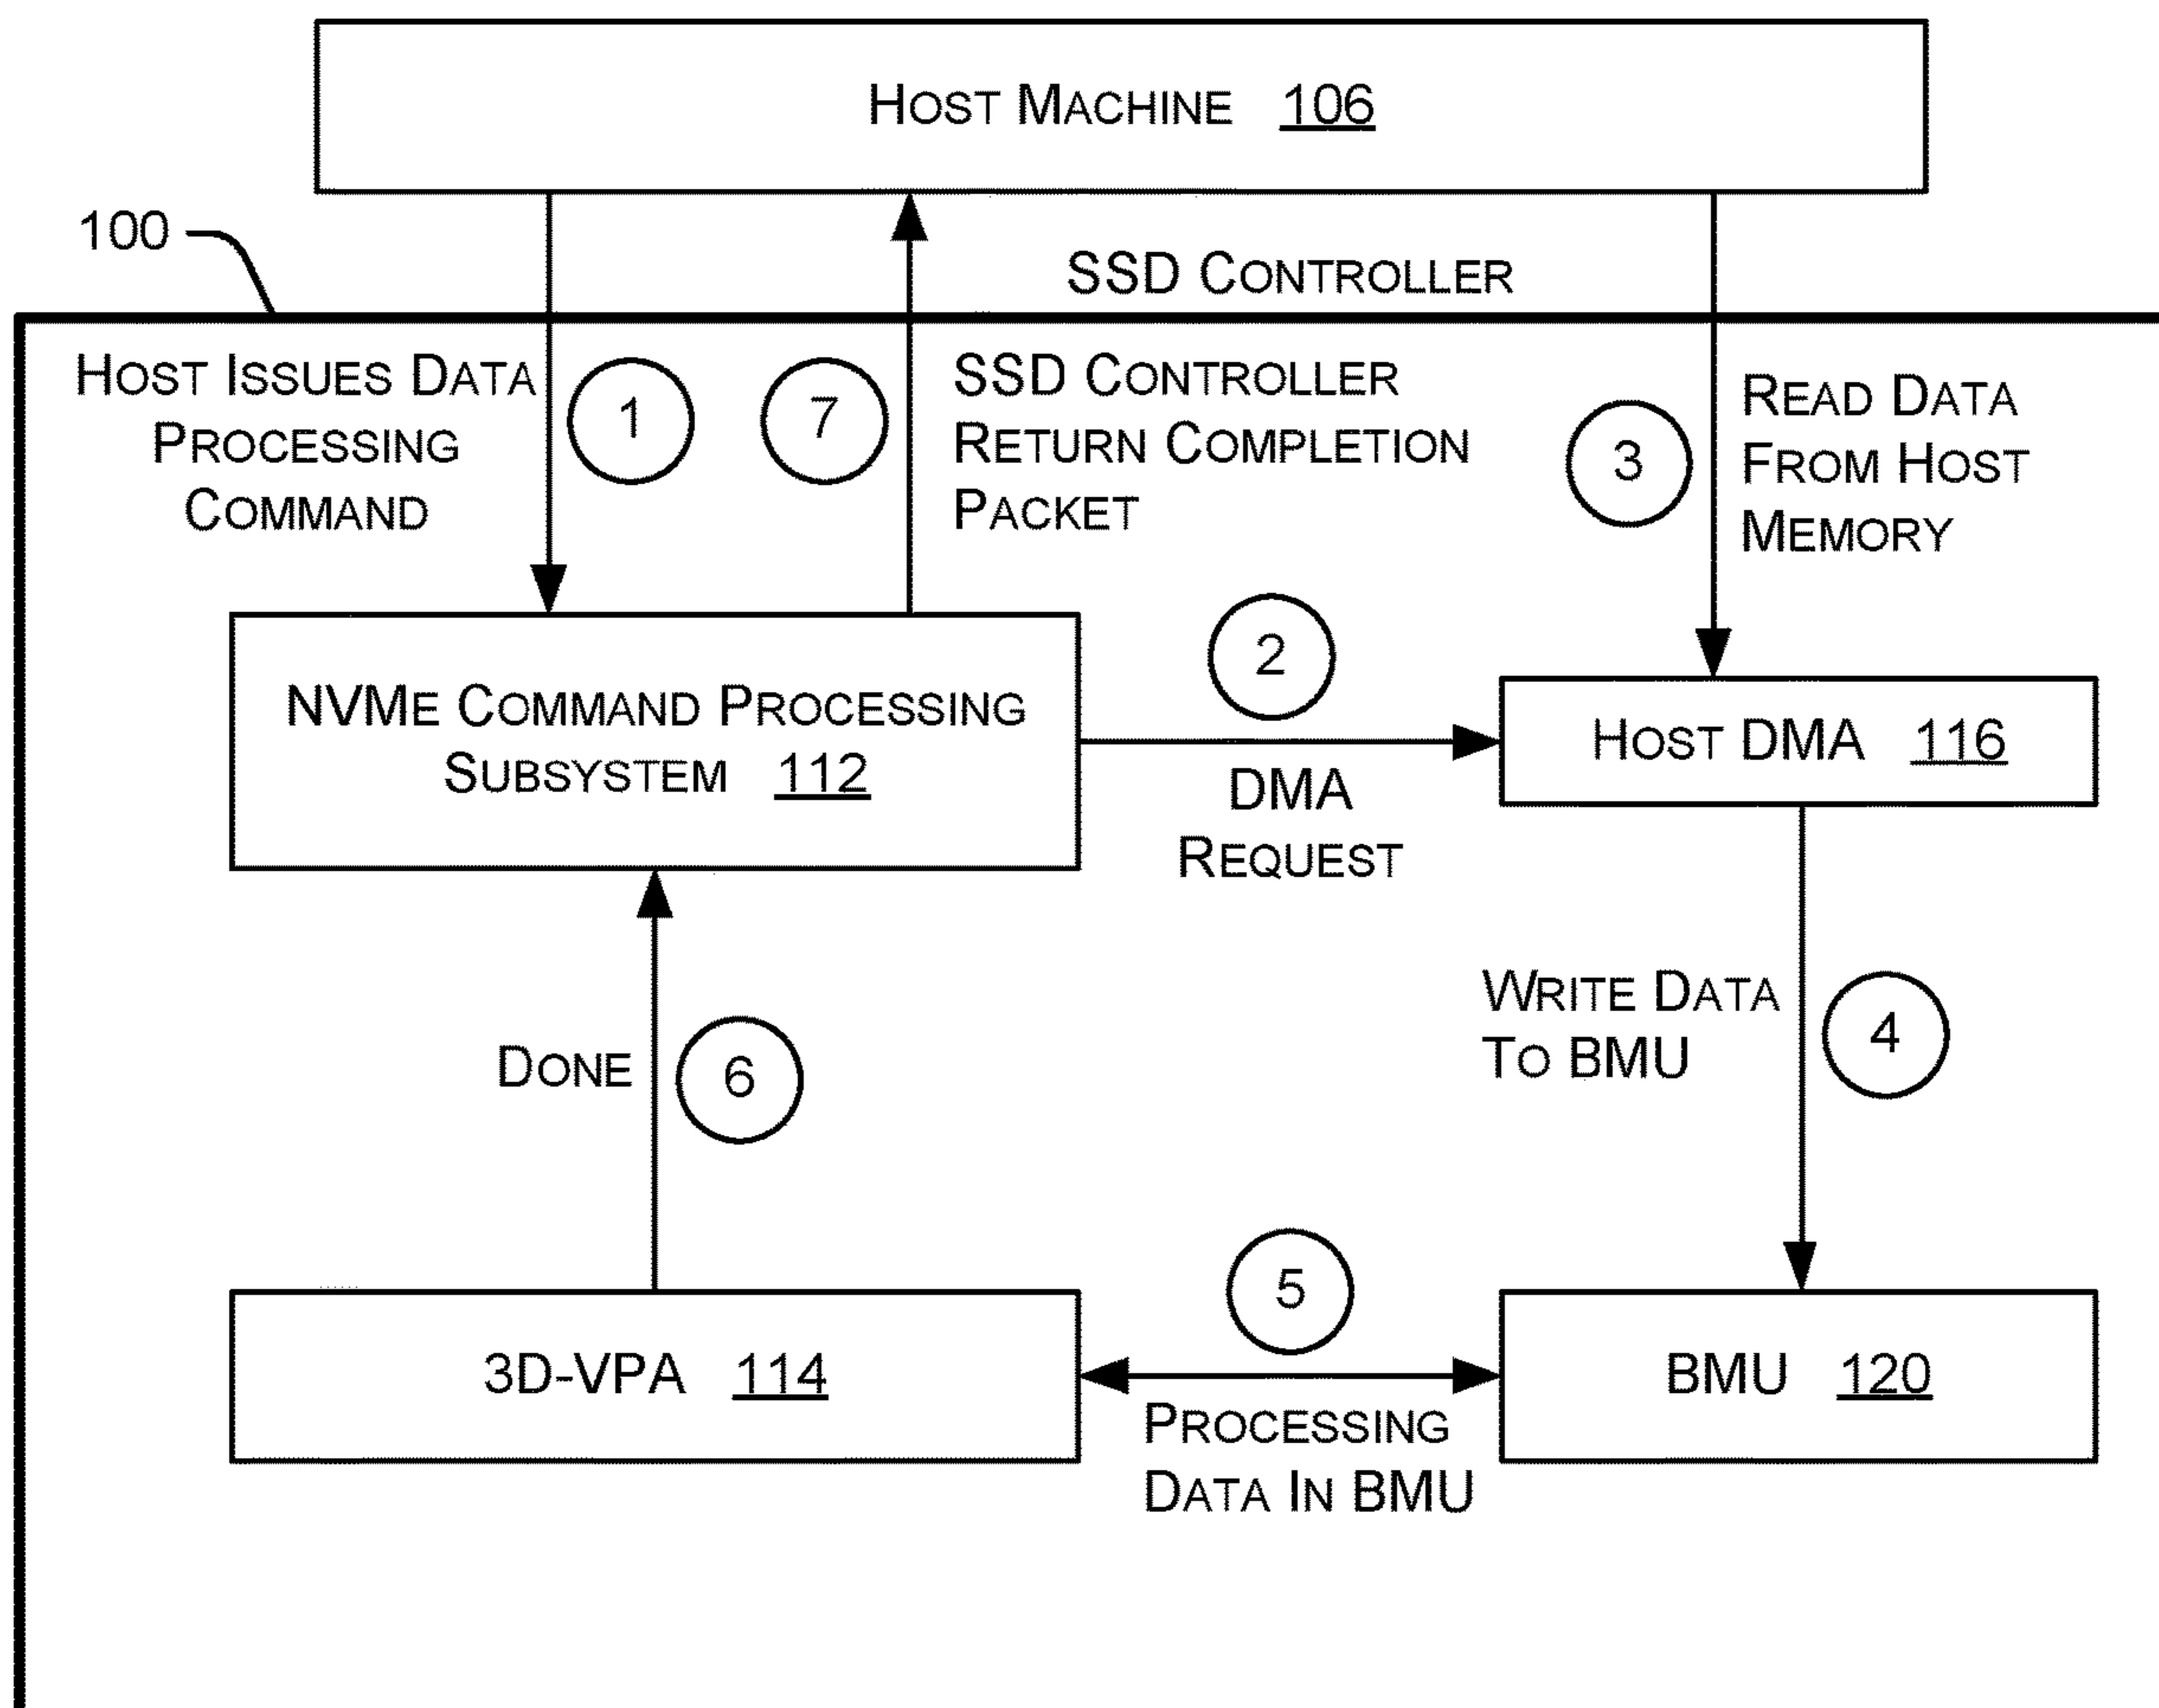 HOST MACHINE 106
100
SSD CONTROLLER
HOST ISSUES DATA
PROCESSING
COMMAND
1
7
SSD CONTROLLER
RETURN COMPLETION
PACKET
3
READ DATA
FROM HOST
MEMORY
NVME COMMAND PROCESSING
SUBSYSTEM 112
2
DMA
REQUEST
HOST DMA 116
WRITE DATA
TO BMU
4
DONE
6
3D-VPA 114
5
PROCESSING
DATA IN BMU
BMU 120